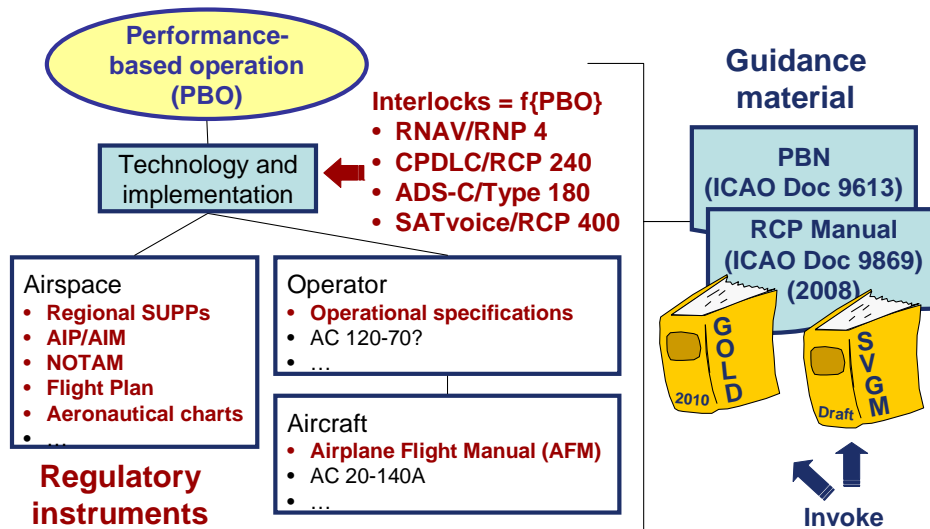 Performance-
based operation
(PBO)
Technology and
implementation
Interlocks = f{PBO}
• RNAV/RNP 4
• CPDLC/RCP 240
• ADS-C/Type 180
• SATvoice/RCP 400
Airspace
• Regional SUPPs
• AIP/AIM
• NOTAM
• Flight Plan
• Aeronautical charts
• …
Regulatory
instruments
Operator
• Operational specifications
• AC 120-70?
• …
Aircraft
• Airplane Flight Manual (AFM)
• AC 20-140A
• …
Guidance
material
PBN
(ICAO Doc 9613)
RCP Manual
(ICAO Doc 9869)
(2008)
GOLD
2010
SVGM
Draft
Invoke